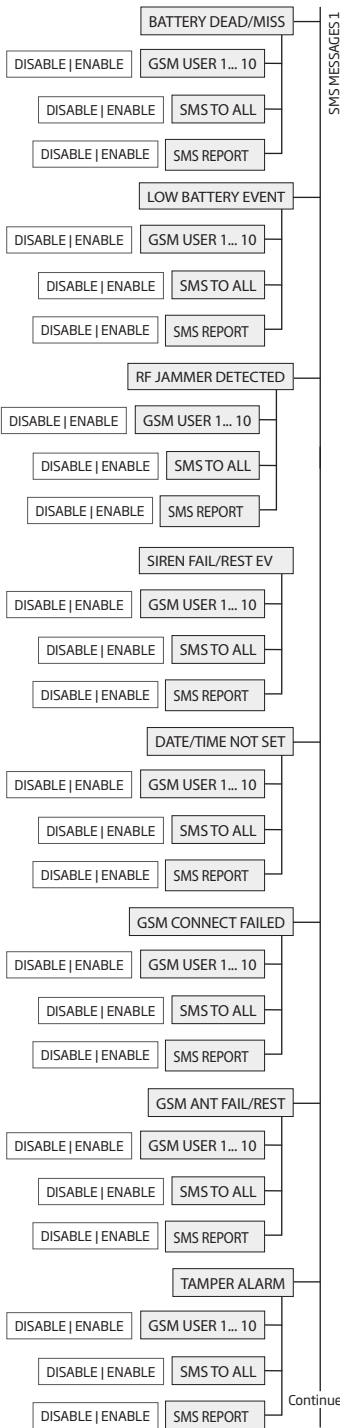 SMS MESSAGES 1
BATTERY DEAD/MISS
DISABLE | ENABLE GSM USER 1... 10
DISABLE | ENABLE SMS TO ALL
DISABLE | ENABLE SMS REPORT
LOW BATTERY EVENT
DISABLE | ENABLE GSM USER 1... 10
DISABLE | ENABLE SMS TO ALL
DISABLE | ENABLE SMS REPORT
RF JAMMER DETECTED
DISABLE | ENABLE GSM USER 1... 10
DISABLE | ENABLE SMS TO ALL
DISABLE | ENABLE SMS REPORT
SIREN FAIL/REST EV
DISABLE | ENABLE GSM USER 1... 10
DISABLE | ENABLE SMS TO ALL
DISABLE | ENABLE SMS REPORT
DATE/TIME NOT SET
DISABLE | ENABLE GSM USER 1... 10
DISABLE | ENABLE SMS TO ALL
DISABLE | ENABLE SMS REPORT
GSM CONNECT FAILED
DISABLE | ENABLE GSM USER 1... 10
DISABLE | ENABLE SMS TO ALL
DISABLE | ENABLE SMS REPORT
GSM ANT FAIL/REST
DISABLE | ENABLE GSM USER 1... 10
DISABLE | ENABLE SMS TO ALL
DISABLE | ENABLE SMS REPORT
TAMPER ALARM
DISABLE | ENABLE GSM USER 1... 10
DISABLE | ENABLE SMS TO ALL
Continue
DISABLE | ENABLE SMS REPORT